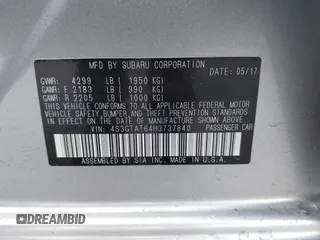 MFD BY SUBARU CORPORATION
DATE: 05/17
GVWR: 4299 LB ( 1950 KG)
GAWR: F 2183 LB ( 990 KG)
GAWR: R 2205 LB ( 1000 KG)
THIS VEHICLE CONFORMS TO ALL APPLICABLE
FEDERAL MOTOR VEHICLE
SAFETY, BUMPER, AND THEFT PREVENTION STANDARDS
IN EFFECT ON THE DATE OF MANUFACTURE
SHOWN ABOVE.
VIN: 4S3GTAT64H3737840 PASSENGER CAR
ASSEMBLED BY SIA INC. MADE IN U.S.A.
DREAMBID